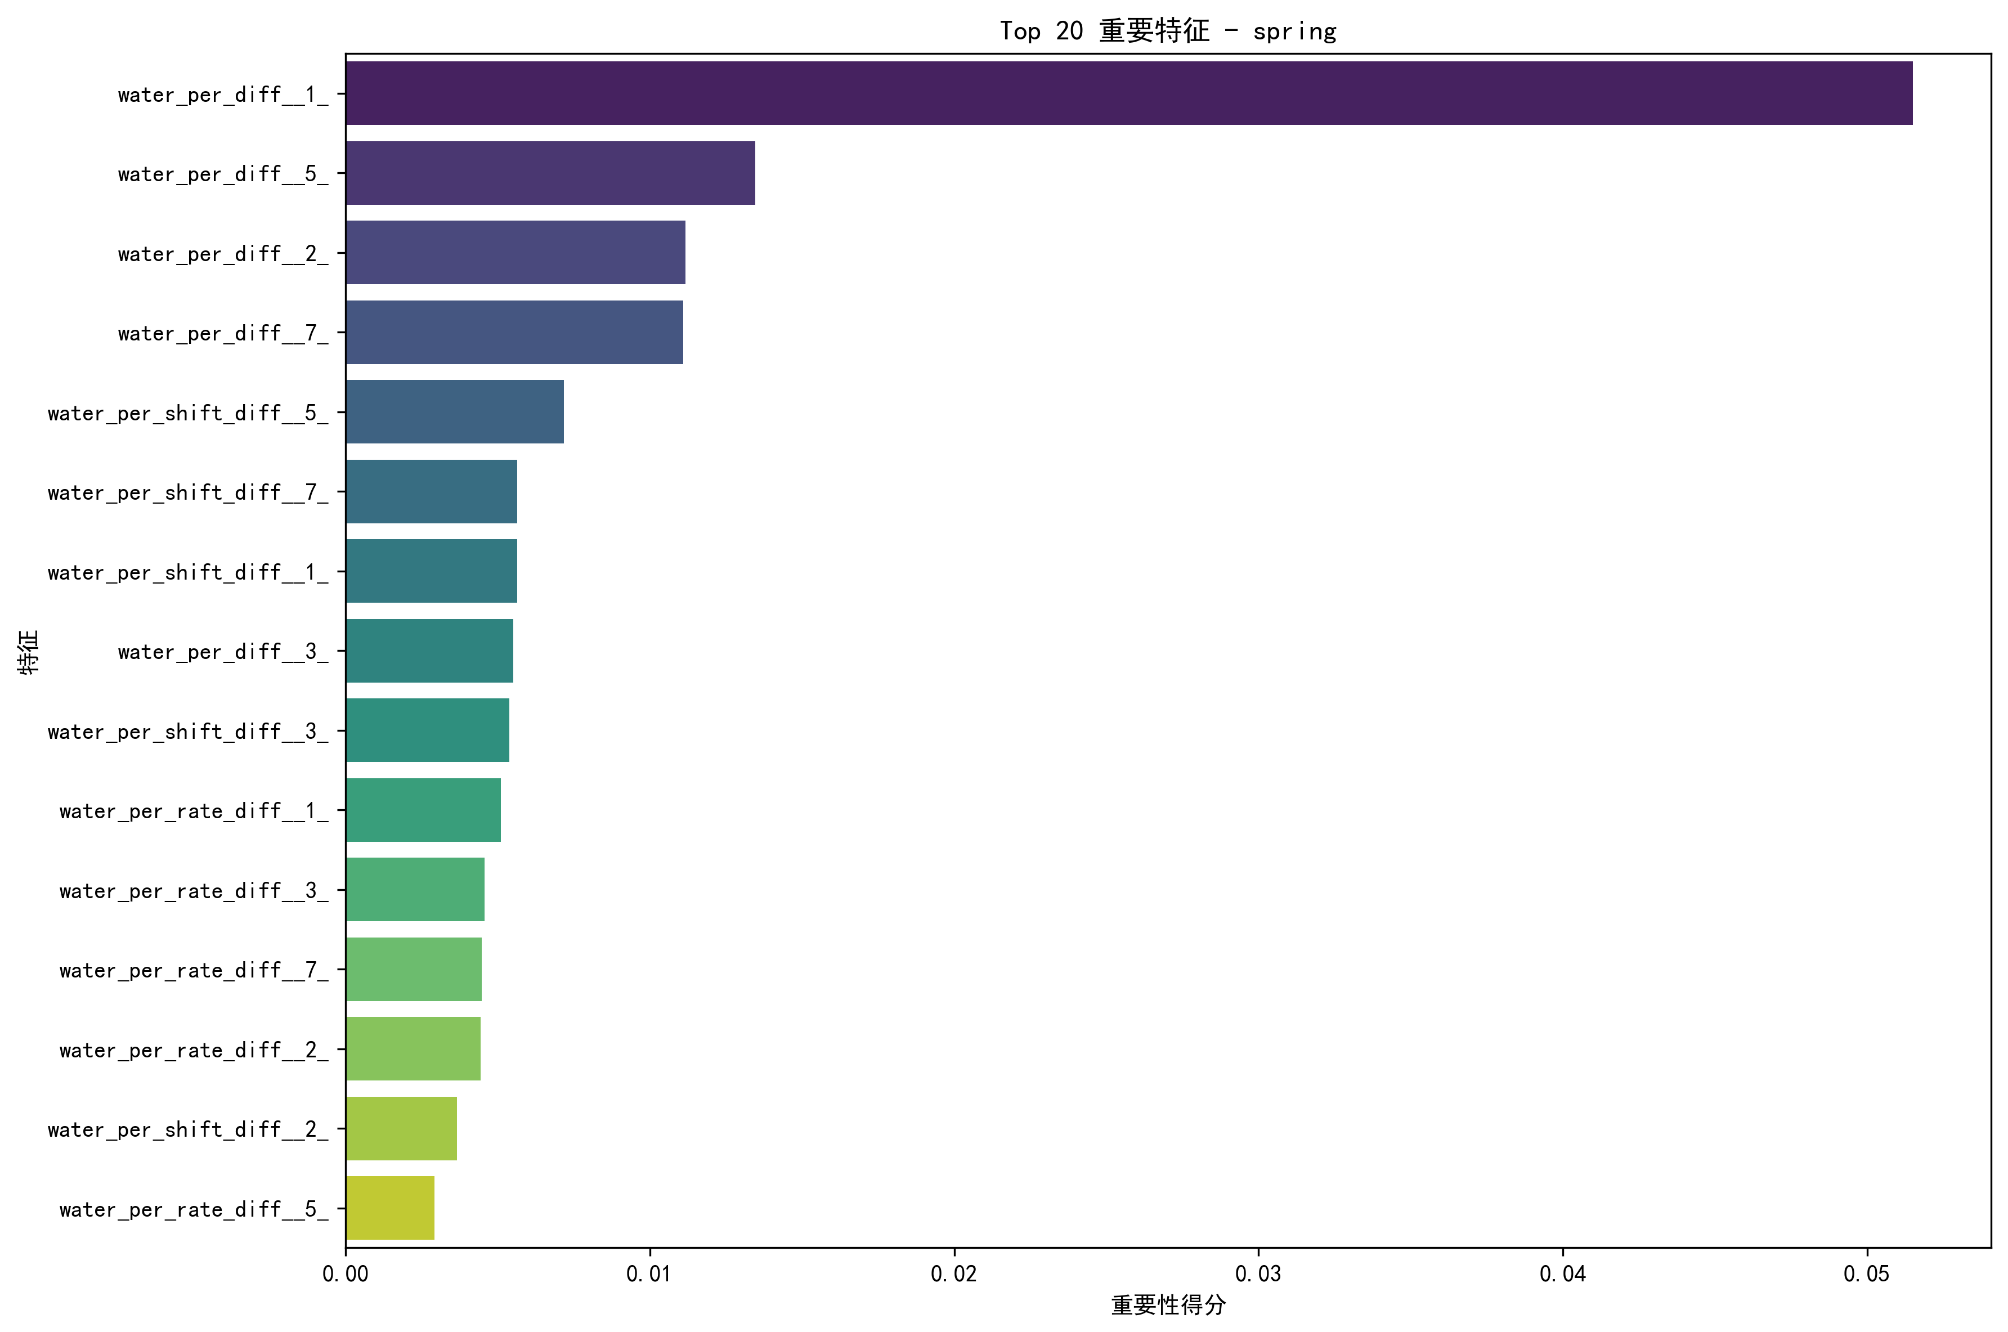 Top 20 重要特征 - spring
water_per_diff__1_
water_per_diff__5_
water_per_diff__2_
water_per_diff__7_
water_per_shift_diff__5_
water_per_shift_diff__7_
water_per_shift_diff__1_
water_per_diff__3_
water_per_shift_diff__3_
water_per_rate_diff__1_
water_per_rate_diff__3_
water_per_rate_diff__7_
water_per_rate_diff__2_
water_per_shift_diff__2_
water_per_rate_diff__5_
特征
0.00 0.01 0.02 0.03 0.04 0.05
重要性得分